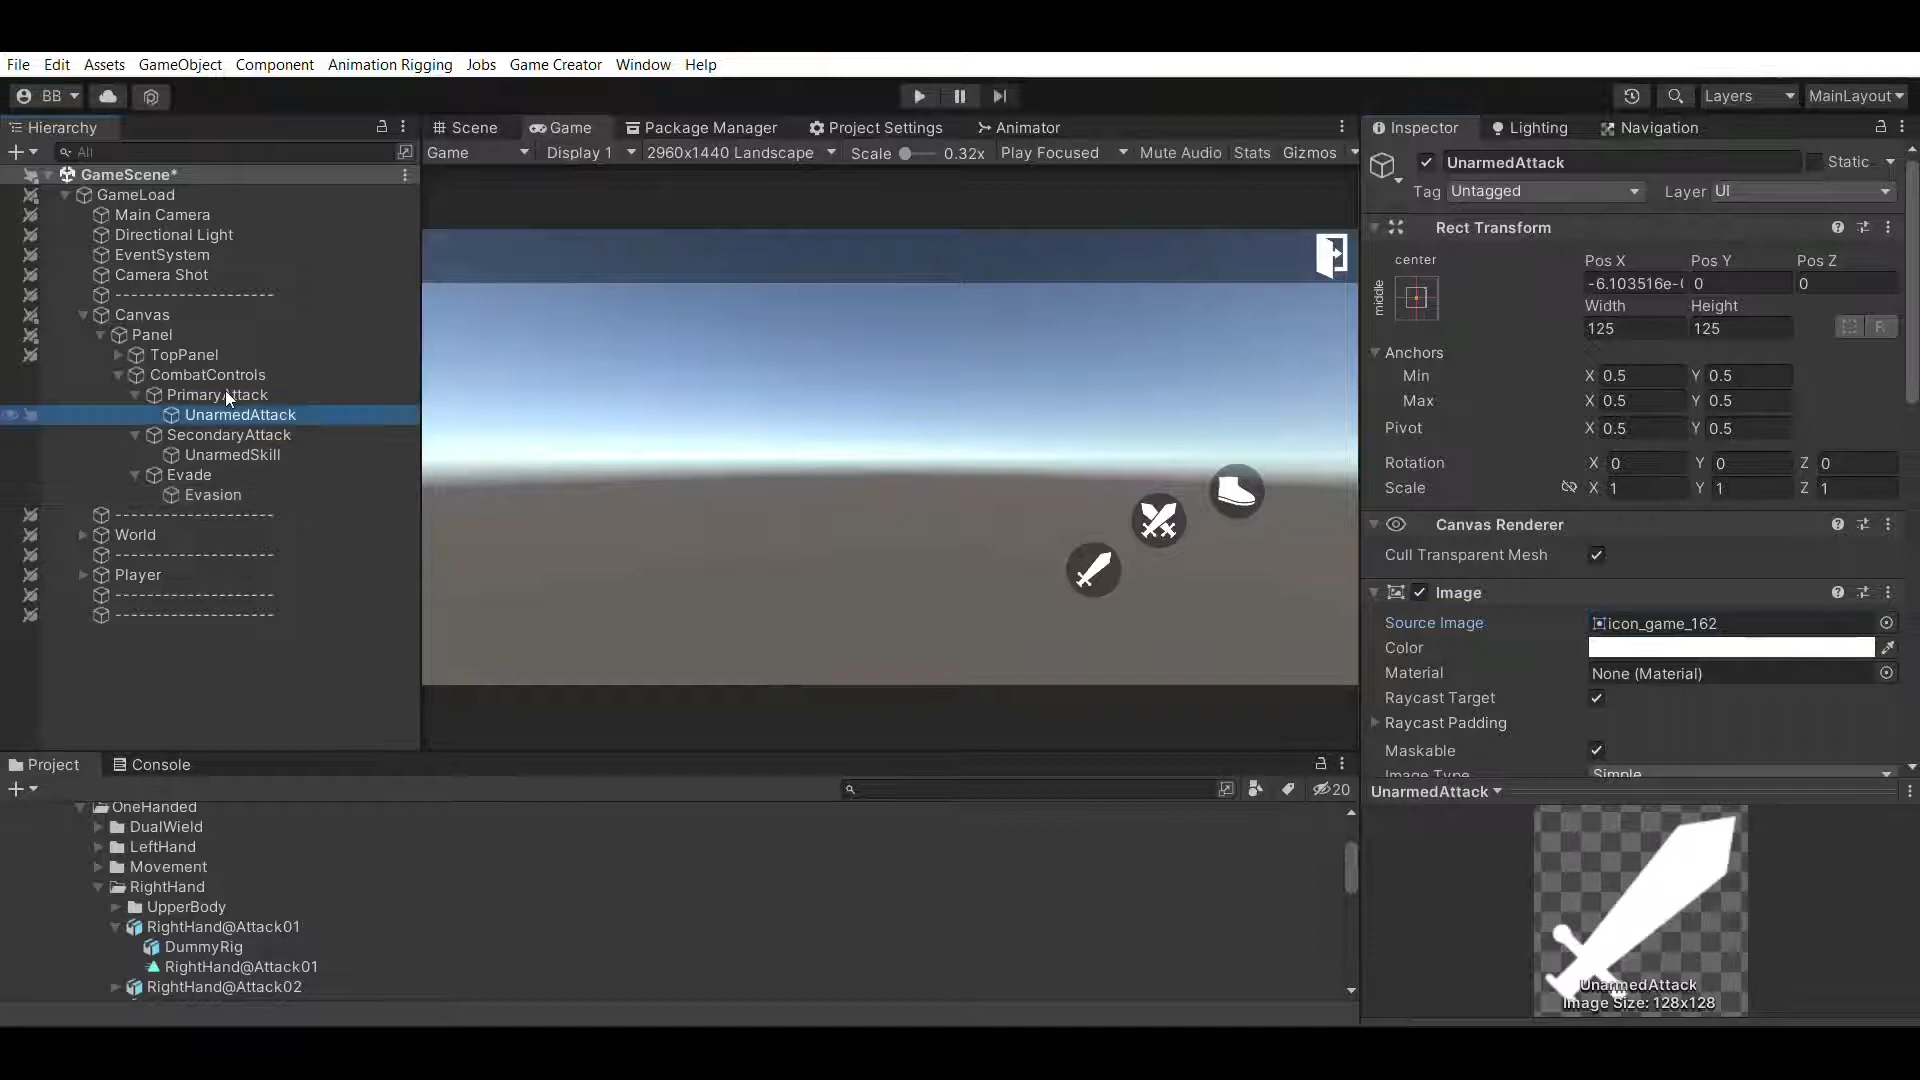 File Edit Assets GameObject Component Animation Rigging Jobs Game Creator Window Help
BB Layers MainLayout
Hierarchy
All
GameScene*
GameLoad
Main Camera
Directional Light
EventSystem
Camera Shot
----------------------
Canvas
Panel
TopPanel
CombatControls
PrimaryAttack
UnarmedAttack
SecondaryAttack
UnarmedSkill
Evade
Evasion
----------------------
World
----------------------
Player
----------------------
----------------------
Scene Game Package Manager Project Settings Animator
Game Display 1 2960x1440 Landscape Scale 0.32x Play Focused Mute Audio Stats Gizmos
Inspector Lighting Navigation
UnarmedAttack Static
Tag Untagged Layer UI
Rect Transform
center Pos X Pos Y Pos Z
middle -6.103516e-( 0 0
Width Height
125 125 R
Anchors
Min X 0.5 Y 0.5
Max X 0.5 Y 0.5
Pivot X 0.5 Y 0.5
Rotation X 0 Y 0 Z 0
Scale X 1 Y 1 Z 1
Canvas Renderer
Cull Transparent Mesh
Image
Source Image icon_game_162
Color
Material None (Material)
Raycast Target
Raycast Padding
Maskable
Image Type Simple
UnarmedAttack
UnarmedAttack
Image Size: 128x128
Project Console
20
OneHanded
DualWield
LeftHand
Movement
RightHand
UpperBody
RightHand@Attack01
DummyRig
RightHand@Attack01
RightHand@Attack02